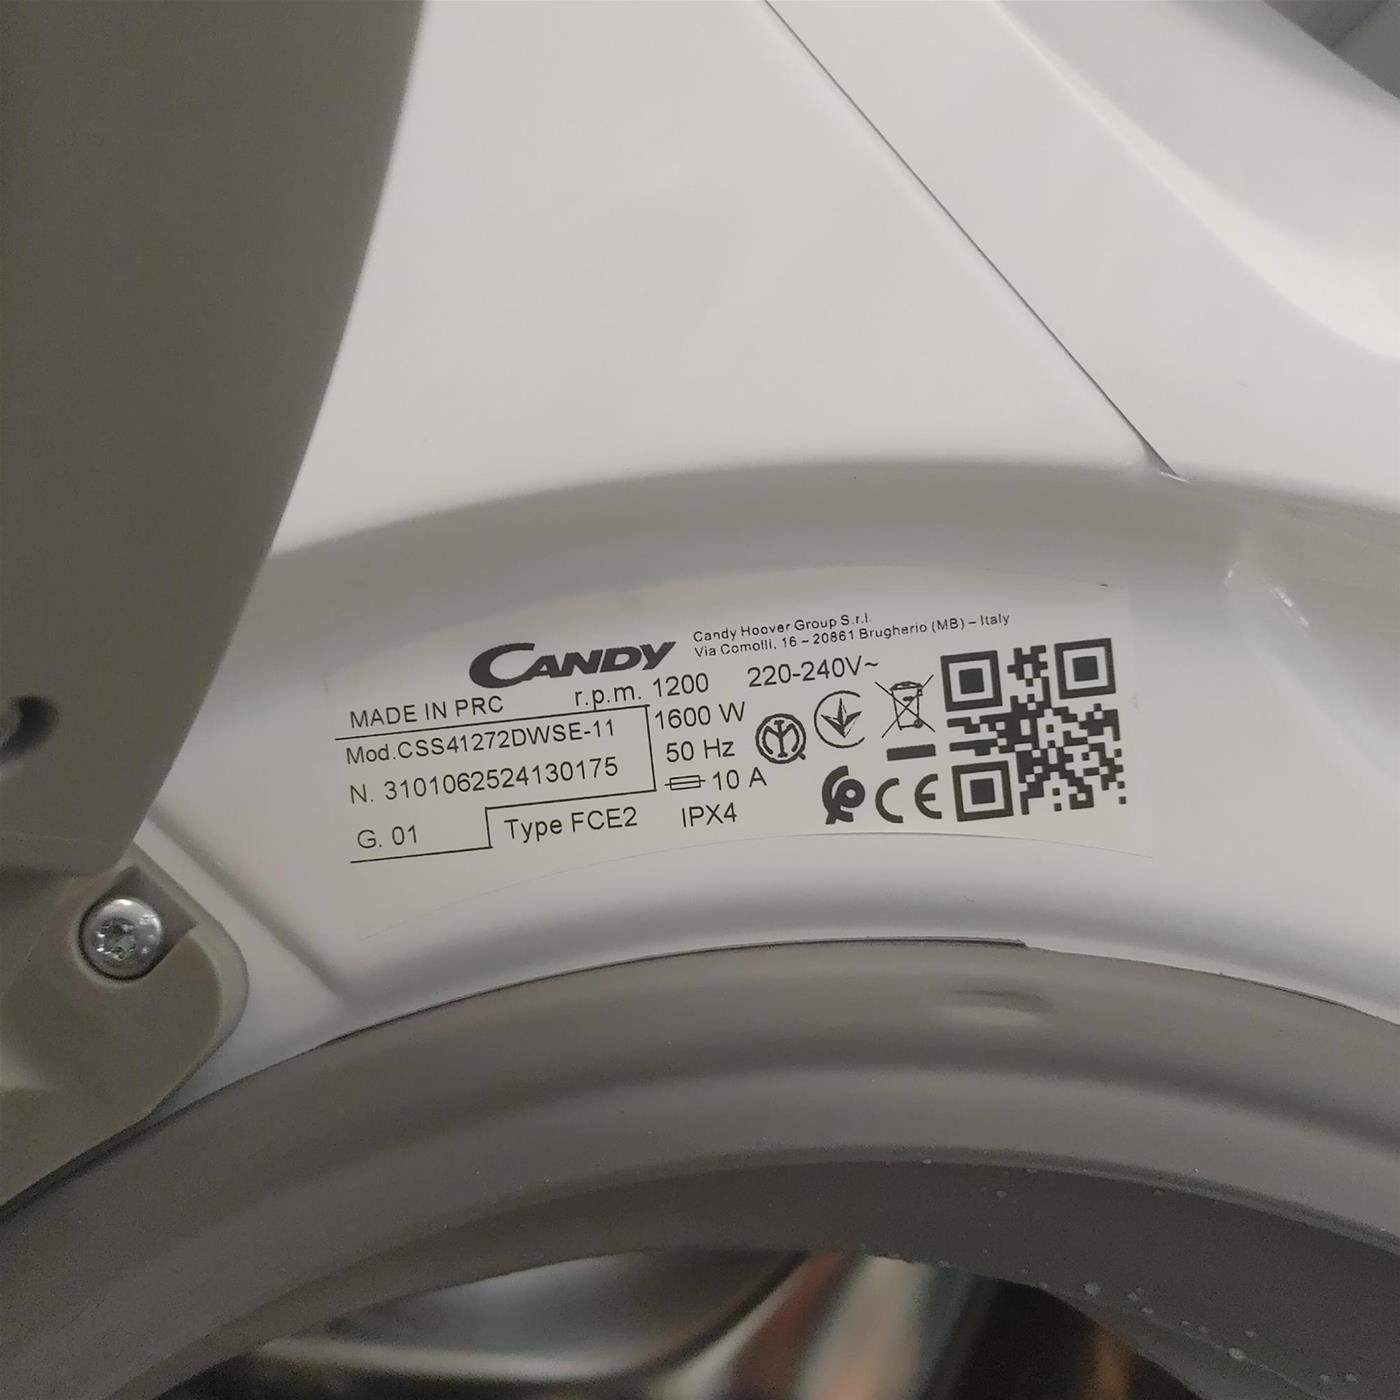 CANDY
Candy Hoover Group S.r.l.
Via Comolli, 16 – 20861 Brugherio (MB) – Italy
MADE IN PRC
r.p.m. 1200
220-240V~
Mod.CSS41272DWSE-11
1600 W
N. 3101062524130175
50 Hz
10 A
G. 01
Type FCE2
IPX4
CE